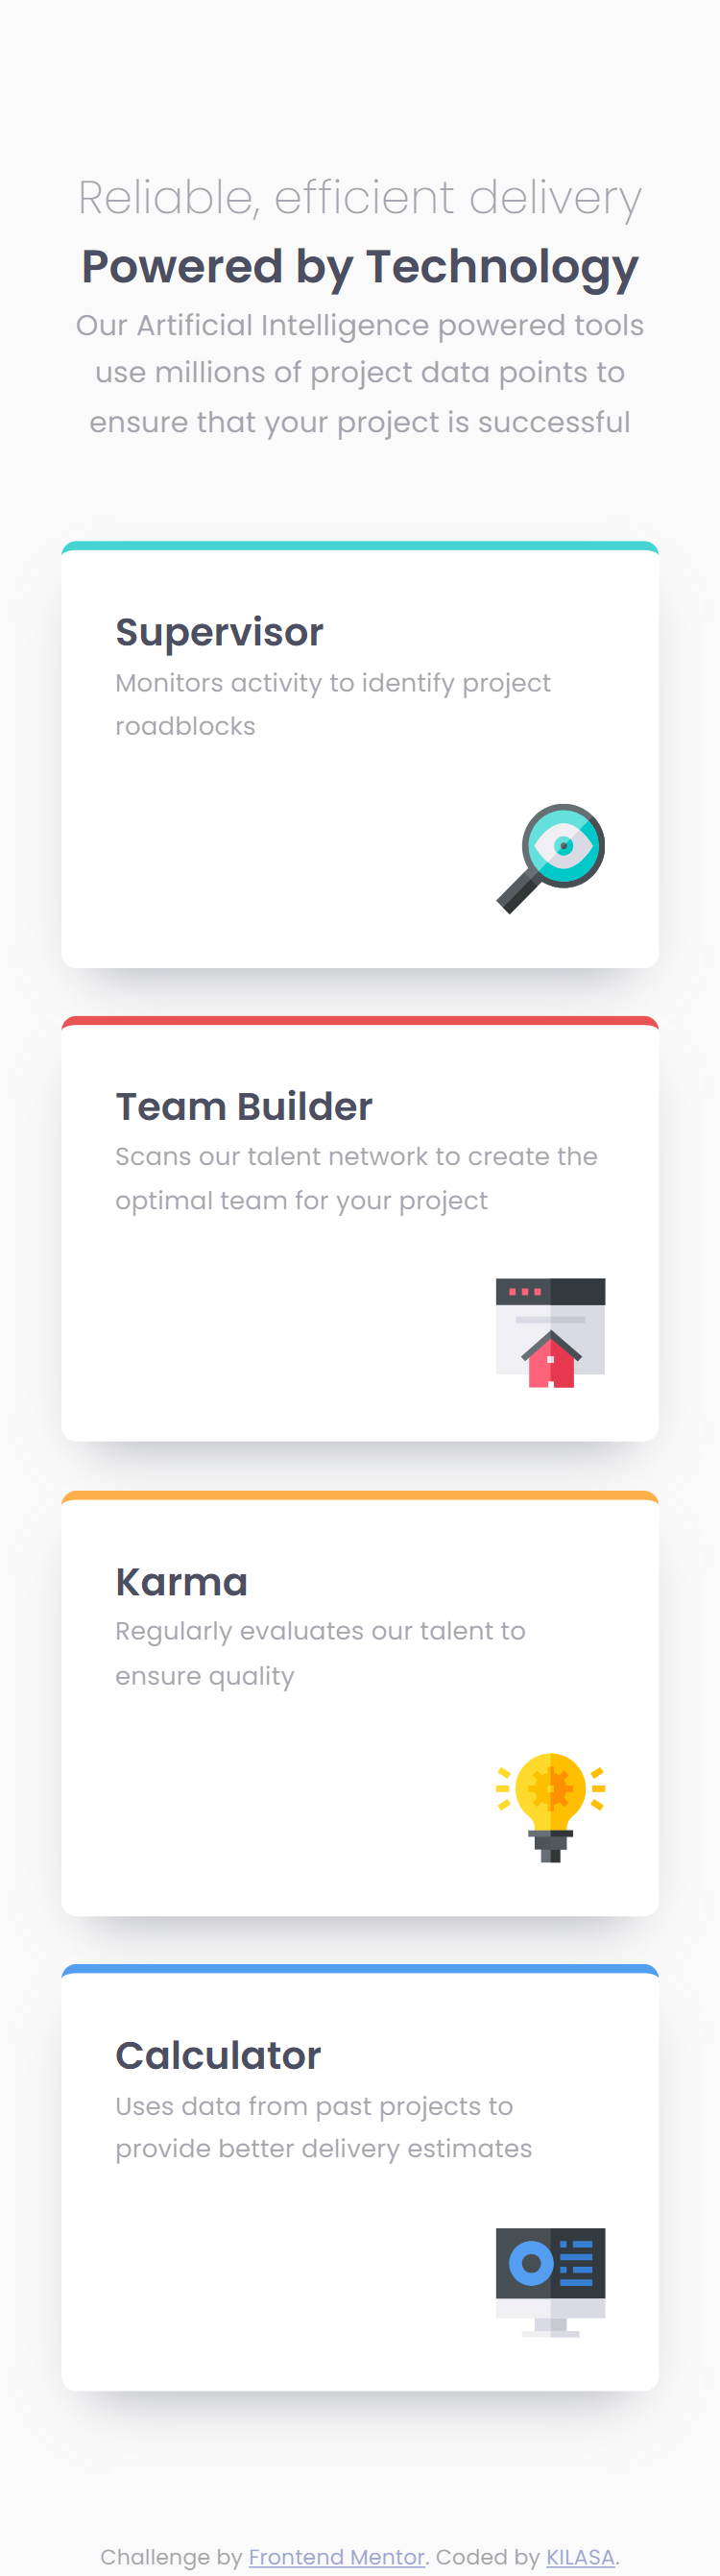 Reliable, efficient delivery
Powered by Technology
Our Artificial Intelligence powered tools
use millions of project data points to
ensure that your project is successful
Supervisor
Monitors activity to identify project
roadblocks
Team Builder
Scans our talent network to create the
optimal team for your project
Karma
Regularly evaluates our talent to
ensure quality
Calculator
Uses data from past projects to
provide better delivery estimates
Challenge by Frontend Mentor. Coded by KILASA.